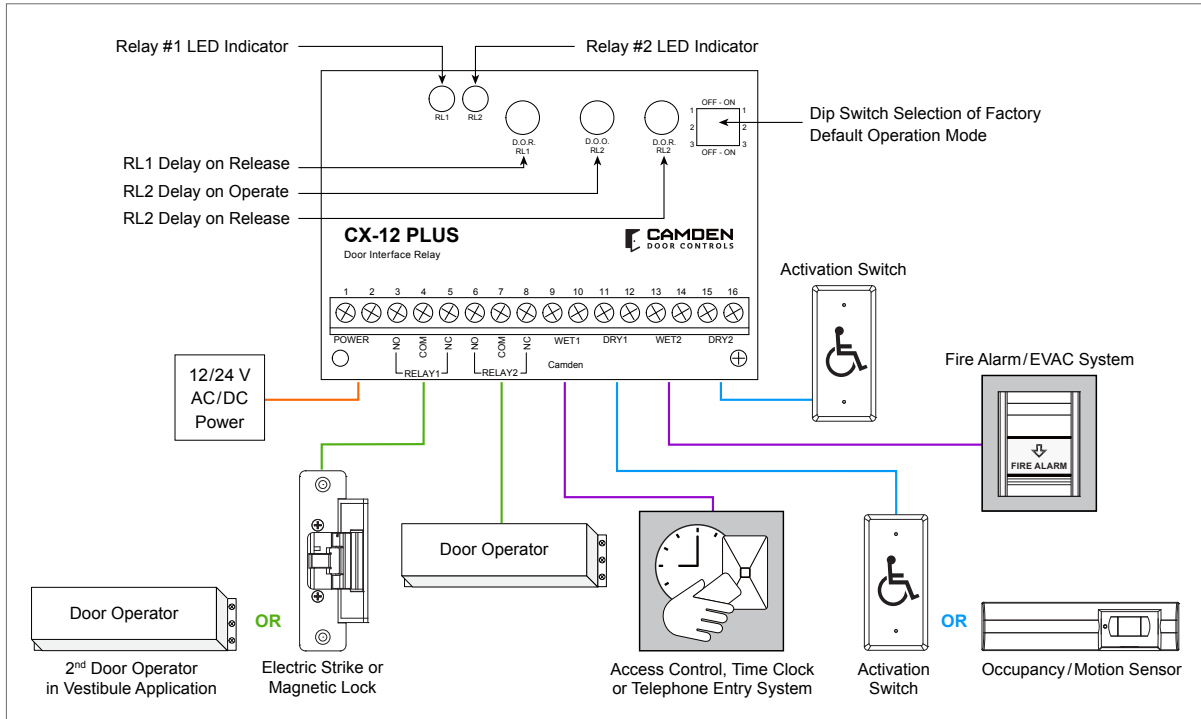 Relay #1 LED Indicator
Relay #2 LED Indicator
RL1
RL2
D.O.R.
RL1
D.O.O.
RL2
D.O.R.
RL2
OFF - ON
1 1
2 2
3 3
OFF - ON
Dip Switch Selection of Factory
Default Operation Mode
RL1 Delay on Release
RL2 Delay on Operate
RL2 Delay on Release
CX-12 PLUS
Door Interface Relay
CAMDEN
DOOR CONTROLS
1 2 3 4 5 6 7 8 9 10 11 12 13 14 15 16
POWER NO COM NC NO COM NC WET1 DRY1 WET2 DRY2
RELAY1 RELAY2
Camden
Activation Switch
12/24 V
AC/DC
Power
Fire Alarm/EVAC System
FIRE ALARM
Door Operator
Door Operator
OR
2nd Door Operator
in Vestibule Application
Electric Strike or
Magnetic Lock
Access Control, Time Clock
or Telephone Entry System
Activation
Switch
OR
Occupancy/Motion Sensor